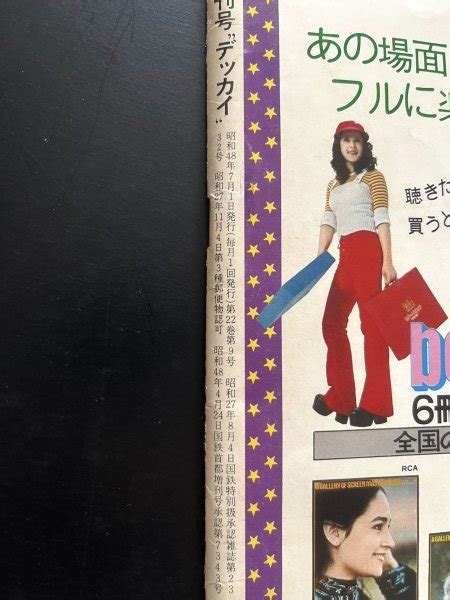 刊号”デッカイ“
昭和48年7月1日発行(毎月1回発行)第22巻第9号 昭和27年8月4日国鉄特別扱承認雑誌第23
32号 昭和27年11月4日第3種郵便物認可 昭和48年4月24日国鉄首都増刊号承認第7343号
あの場面
フルに
聴きた
買うと
6冊
全国の
RCA
A GALLERY OF SCREEN